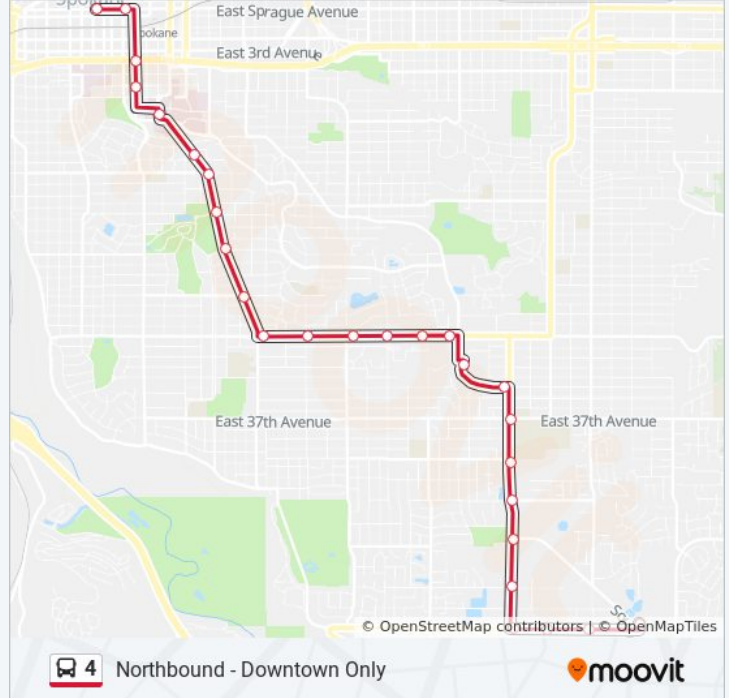 East Sprague Avenue
pokane
East 3rd Avenue
East 37th Avenue
East 37th Avenue
© OpenStreetMap contributors | © OpenMapTiles
4 Northbound - Downtown Only
moovit